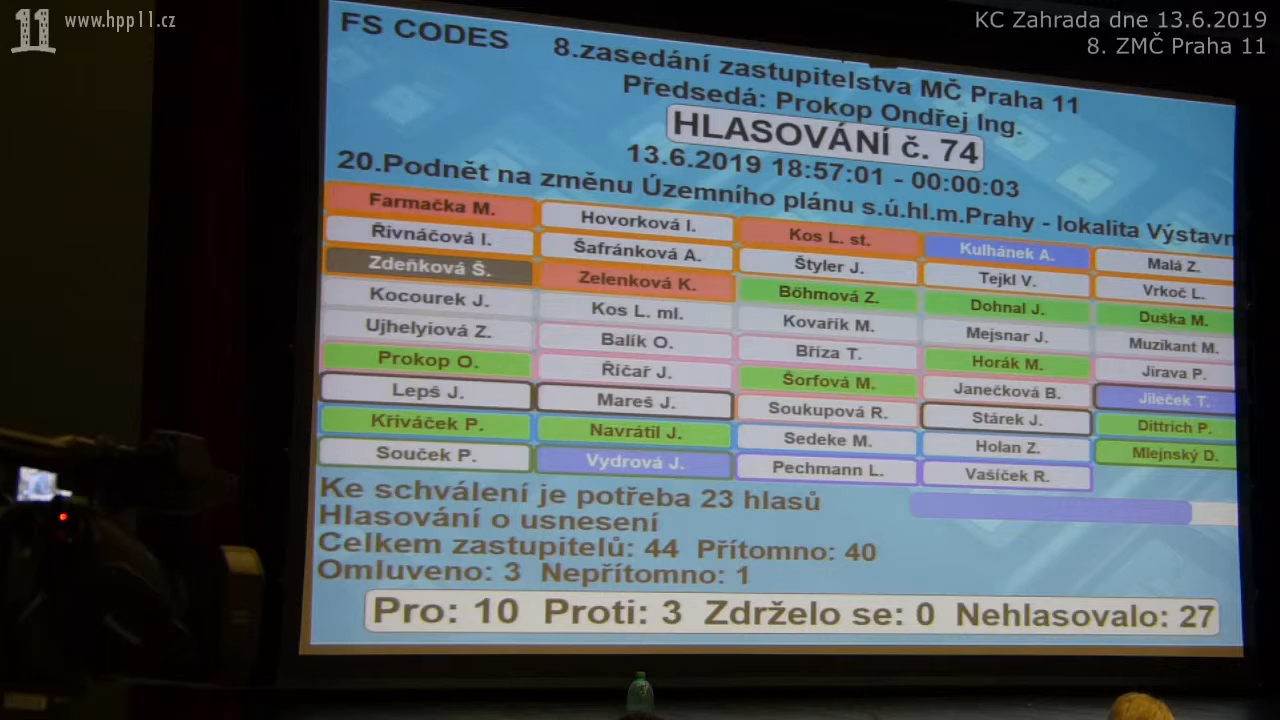 11 www.hpp11.cz
KC Zahrada dne 13.6.2019
8. ZMČ Praha 11
FS CODES
8.zasedání zastupitelstva MČ Praha 11
Předsedá: Prokop Ondřej Ing.
HLASOVÁNÍ č. 74
13.6.2019 18:57:01 - 00:00:03
20.Podnět na změnu Územního plánu s.ú.hl.m.Prahy - lokalita Výstavn
Farmačka M. Hovorková I. Kos L. st. Kulhánek A. Malá Z.
Řivnáčová I. Šafránková A. Štyler J. Tejkl V. Vrkoč L.
Zdeňková Š. Zelenková K. Böhmová Z. Dohnal J. Duška M.
Kocourek J. Kos L. ml. Kovařík M. Mejsnar J. Muzikant M.
Ujhelyiová Z. Balík O. Bříza T. Horák M. Jirava P.
Prokop O. Říčař J. Šorfová M. Janečková B. Jileček T.
Lepš J. Mareš J. Soukupová R. Stárek J. Dittrich P.
Křiváček P. Navrátil J. Sedeke M. Holan Z. Mlejnský D.
Souček P. Vydrová J. Pechmann L. Vašíček R.
Ke schválení je potřeba 23 hlasů
Hlasování o usnesení
Celkem zastupitelů: 44 Přítomno: 40
Omluveno: 3 Nepřítomno: 1
Pro: 10 Proti: 3 Zdrželo se: 0 Nehlasovalo: 27